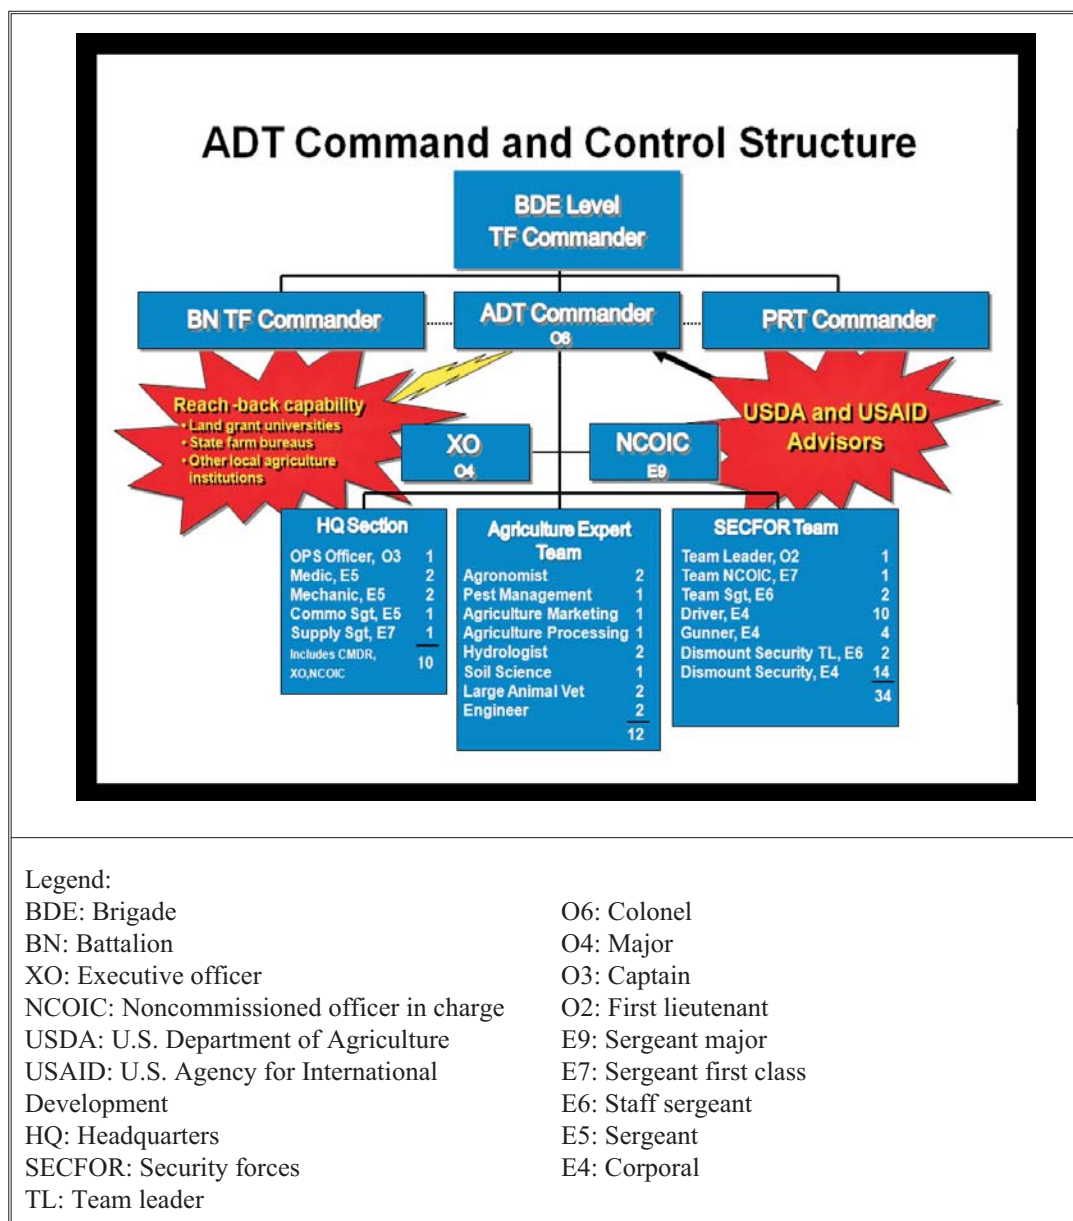 ADT Command and Control Structure
BDE Level
TF Commander
BN TF Commander
ADT Commander
O6
PRT Commander
Reach -back capability
• Land grant universities
• State farm bureaus
• Other local agriculture
institutions
USDA and USAID
Advisors
XO
O4
NCOIC
E9
HQ Section
OPS Officer, O3 1
Medic, E5 2
Mechanic, E5 2
Commo Sgt, E5 1
Supply Sgt, E7 1
Includes CMDR,
XO,NCOIC 10
Agriculture Expert
Team
Agronomist 2
Pest Management 1
Agriculture Marketing 1
Agriculture Processing 1
Hydrologist 2
Soil Science 1
Large Animal Vet 2
Engineer 2
12
SECFOR Team
Team Leader, O2 1
Team NCOIC, E7 1
Team Sgt, E6 2
Driver, E4 10
Gunner, E4 4
Dismount Security TL, E6 2
Dismount Security, E4 14
34
Legend:
BDE: Brigade
BN: Battalion
XO: Executive officer
NCOIC: Noncommissioned officer in charge
USDA: U.S. Department of Agriculture
USAID: U.S. Agency for International
Development
HQ: Headquarters
SECFOR: Security forces
TL: Team leader
O6: Colonel
O4: Major
O3: Captain
O2: First lieutenant
E9: Sergeant major
E7: Sergeant first class
E6: Staff sergeant
E5: Sergeant
E4: Corporal